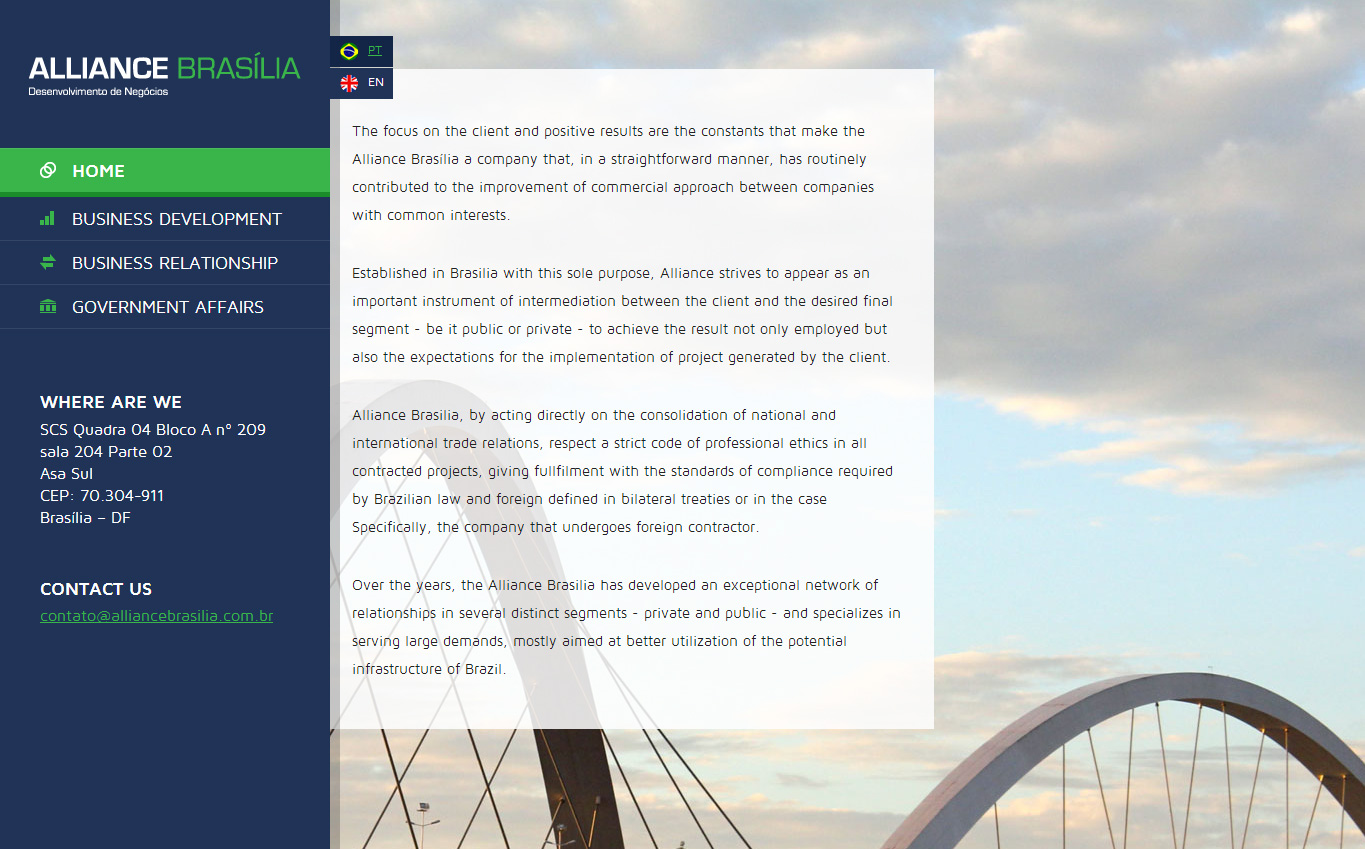 ALLIANCE BRASÍLIA
Desenvolvimento de Negócios
HOME
BUSINESS DEVELOPMENT
BUSINESS RELATIONSHIP
GOVERNMENT AFFAIRS
WHERE ARE WE
SCS Quadra 04 Bloco A nº 209
sala 204 Parte 02
Asa Sul
CEP: 70.304-911
Brasília – DF
CONTACT US
contato@alliancebrasilia.com.br
PT
EN
The focus on the client and positive results are the constants that make the
Alliance Brasília a company that, in a straightforward manner, has routinely
contributed to the improvement of commercial approach between companies
with common interests.
Established in Brasilia with this sole purpose, Alliance strives to appear as an
important instrument of intermediation between the client and the desired final
segment - be it public or private - to achieve the result not only employed but
also the expectations for the implementation of project generated by the client.
Alliance Brasilia, by acting directly on the consolidation of national and
international trade relations, respect a strict code of professional ethics in all
contracted projects, giving fullfilment with the standards of compliance required
by Brazilian law and foreign defined in bilateral treaties or in the case
Specifically, the company that undergoes foreign contractor.
Over the years, the Alliance Brasilia has developed an exceptional network of
relationships in several distinct segments - private and public - and specializes in
serving large demands, mostly aimed at better utilization of the potential
infrastructure of Brazil.